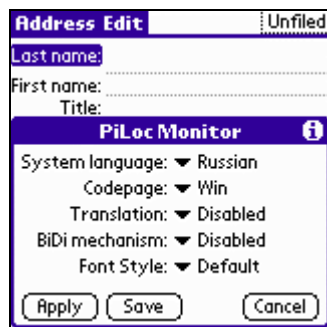 Address Edit Unfiled
Last name:
First name:
Title:
PiLoc Monitor
System language: Russian
Codepage: Win
Translation: Disabled
BiDi mechanism: Disabled
Font Style: Default
Apply Save Cancel